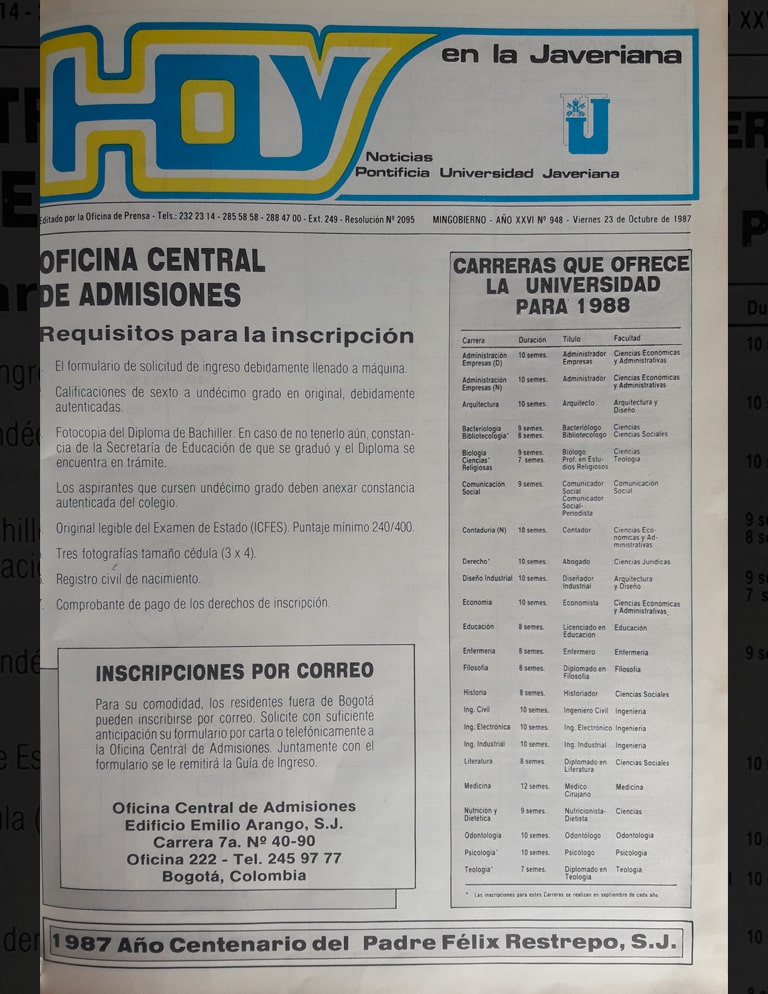 HOY
en la Javeriana
Noticias
Pontificia Universidad Javeriana
Editado por la Oficina de Prensa - Tels.: 232 23 14 - 285 58 58 - 288 47 00 - Ext. 249 - Resolución Nº 2095 MINGOBIERNO - AÑO XXVI Nº 948 - Viernes 23 de Octubre de 1987
OFICINA CENTRAL
DE ADMISIONES
Requisitos para la inscripción
El formulario de solicitud de ingreso debidamente llenado a máquina.
Calificaciones de sexto a undécimo grado en original, debidamente
autenticadas.
Fotocopia del Diploma de Bachiller. En caso de no tenerlo aún, constan-
cia de la Secretaría de Educación de que se graduó y el Diploma se
encuentra en trámite.
Los aspirantes que cursen undécimo grado deben anexar constancia
autenticada del colegio.
Original legible del Examen de Estado (ICFES). Puntaje mínimo 240/400.
Tres fotografías tamaño cédula (3 x 4).
Registro civil de nacimiento.
Comprobante de pago de los derechos de inscripción.
INSCRIPCIONES POR CORREO
Para su comodidad, los residentes fuera de Bogotá
pueden inscribirse por correo. Solicite con suficiente
anticipación su formulario por carta o telefónicamente a
la Oficina Central de Admisiones. Juntamente con el
formulario se le remitirá la Guía de Ingreso.
Oficina Central de Admisiones
Edificio Emilio Arango, S.J.
Carrera 7a. Nº 40-90
Oficina 222 - Tel. 245 97 77
Bogotá, Colombia
CARRERAS QUE OFRECE
LA UNIVERSIDAD
PARA 1988
Carrera Duración Título Facultad
Administración 10 semes. Administrador Ciencias Económicas
Empresas (D) Empresas y Administrativas
Administración 10 semes. Administrador Ciencias Económicas
Empresas (N) y Administrativas
Arquitectura 10 semes. Arquitecto Arquitectura y
Diseño
Bacteriología 9 semes. Bacteriólogo Ciencias
Bibliotecología* 8 semes. Bibliotecólogo Ciencias Sociales
Biología 9 semes. Biólogo Ciencias
Ciencias* 7 semes. Prof. en Estu- Teología
Religiosas dios Religiosos
Comunicación 9 semes. Comunicador Comunicación
Social Social Social
Comunicador
Social-
Periodista
Contaduría (N) 10 semes. Contador Ciencias Eco-
nómicas y Ad-
ministrativas
Derecho* 10 semes. Abogado Ciencias Jurídicas
Diseño Industrial 10 semes. Diseñador Arquitectura
Industrial y Diseño
Economía 10 semes. Economista Ciencias Económicas
y Administrativas
Educación 8 semes. Licenciado en Educación
Educación
Enfermería 8 semes. Enfermero Enfermería
Filosofía 8 semes. Diplomado en Filosofía
Filosofía
Historia 8 semes. Historiador Ciencias Sociales
Ing. Civil 10 semes. Ingeniero Civil Ingeniería
Ing. Electrónica 10 semes. Ing. Electrónico Ingeniería
Ing. Industrial 10 semes. Ing. Industrial Ingeniería
Literatura 8 semes. Diplomado en Ciencias Sociales
Literatura
Medicina 12 semes. Médico Medicina
Cirujano
Nutrición y 9 semes. Nutricionista- Ciencias
Dietética Dietista
Odontología 10 semes. Odontólogo Odontología
Psicología* 10 semes. Psicólogo Psicología
Teología* 7 semes. Diplomado en Teología
Teología
* Las inscripciones para estas Carreras se realizan en septiembre de cada año.
1987 Año Centenario del Padre Félix Restrepo, S.J.